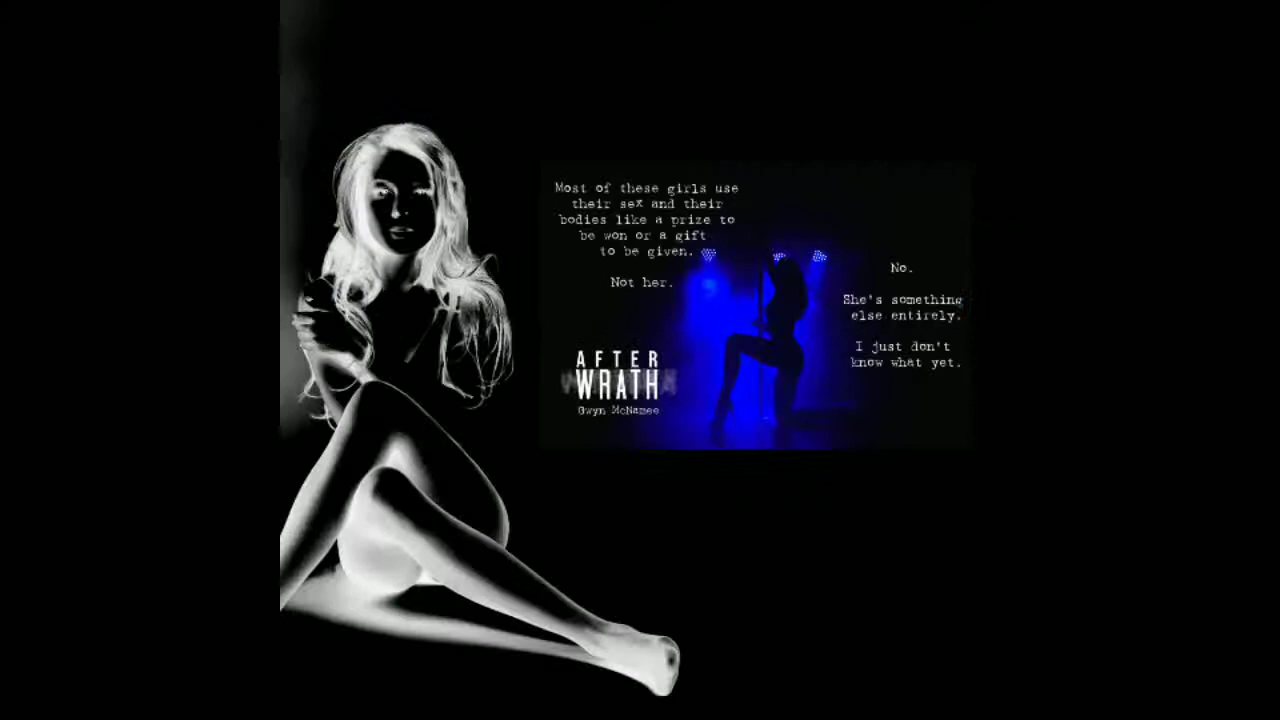 Most of these girls use
their sex and their
bodies like a prize to
be won or a gift
to be given.
Not her.
AFTER
WRATH
Gwyn McNamee
No.
She's something
else entirely.
I just don't
know what yet.